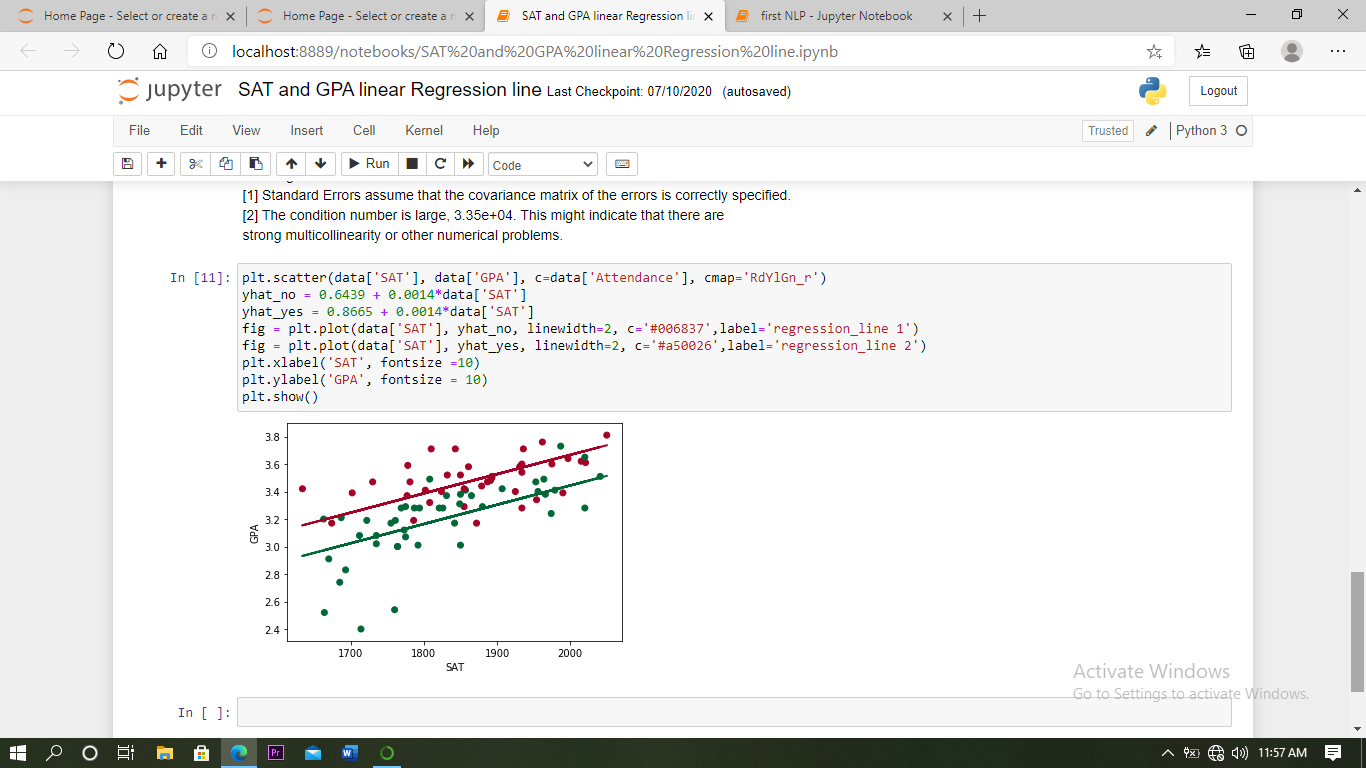 Home Page - Select or create a n
Home Page - Select or create a n
SAT and GPA linear Regression li
first NLP - Jupyter Notebook
localhost:8889/notebooks/SAT%20and%20GPA%20linear%20Regression%20line.ipynb
jupyter SAT and GPA linear Regression line Last Checkpoint: 07/10/2020 (autosaved)
Logout
File Edit View Insert Cell Kernel Help
Trusted Python 3
Run Code
[1] Standard Errors assume that the covariance matrix of the errors is correctly specified.
[2] The condition number is large, 3.35e+04. This might indicate that there are
strong multicollinearity or other numerical problems.
In [11]:
plt.scatter(data['SAT'], data['GPA'], c=data['Attendance'], cmap='RdYlGn_r')
yhat_no = 0.6439 + 0.0014*data['SAT']
yhat_yes = 0.8665 + 0.0014*data['SAT']
fig = plt.plot(data['SAT'], yhat_no, linewidth=2, c='#006837',label='regression_line 1')
fig = plt.plot(data['SAT'], yhat_yes, linewidth=2, c='#a50026',label='regression_line 2')
plt.xlabel('SAT', fontsize =10)
plt.ylabel('GPA', fontsize = 10)
plt.show()
3.8
3.6
3.4
3.2
3.0
2.8
2.6
2.4
GPA
1700 1800 1900 2000
SAT
In [ ]:
Activate Windows
Go to Settings to activate Windows.
Pr
W
11:57 AM